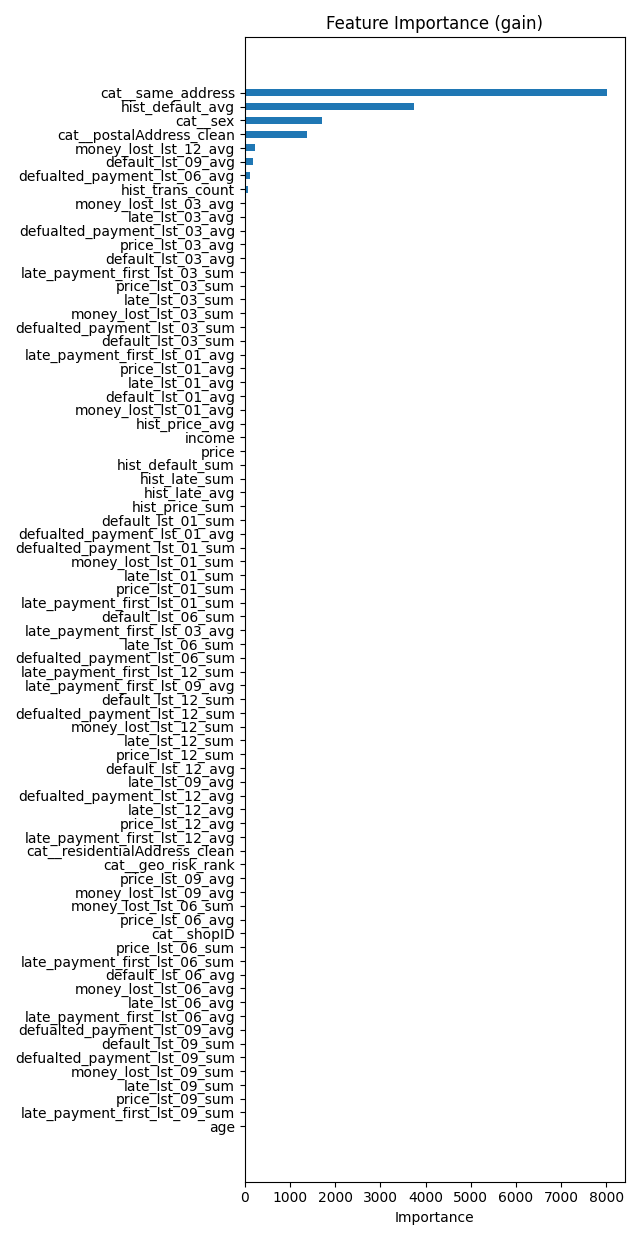 Feature Importance (gain)
cat__same_address
hist_default_avg
cat__sex
cat__postalAddress_clean
money_lost_lst_12_avg
default_lst_09_avg
defualted_payment_lst_06_avg
hist_trans_count
money_lost_lst_03_avg
late_lst_03_avg
defualted_payment_lst_03_avg
price_lst_03_avg
default_lst_03_avg
late_payment_first_lst_03_sum
price_lst_03_sum
late_lst_03_sum
money_lost_lst_03_sum
defualted_payment_lst_03_sum
default_lst_03_sum
late_payment_first_lst_01_avg
price_lst_01_avg
late_lst_01_avg
default_lst_01_avg
money_lost_lst_01_avg
hist_price_avg
income
price
hist_default_sum
hist_late_sum
hist_late_avg
hist_price_sum
default_lst_01_sum
defualted_payment_lst_01_avg
defualted_payment_lst_01_sum
money_lost_lst_01_sum
late_lst_01_sum
price_lst_01_sum
late_payment_first_lst_01_sum
default_lst_06_sum
late_payment_first_lst_03_avg
late_lst_06_sum
defualted_payment_lst_06_sum
late_payment_first_lst_12_sum
late_payment_first_lst_09_avg
default_lst_12_sum
defualted_payment_lst_12_sum
money_lost_lst_12_sum
late_lst_12_sum
price_lst_12_sum
default_lst_12_avg
late_lst_09_avg
defualted_payment_lst_12_avg
late_lst_12_avg
price_lst_12_avg
late_payment_first_lst_12_avg
cat__residentialAddress_clean
cat__geo_risk_rank
price_lst_09_avg
money_lost_lst_09_avg
money_lost_lst_06_sum
price_lst_06_avg
cat__shopID
price_lst_06_sum
late_payment_first_lst_06_sum
default_lst_06_avg
money_lost_lst_06_avg
late_lst_06_avg
late_payment_first_lst_06_avg
defualted_payment_lst_09_avg
default_lst_09_sum
defualted_payment_lst_09_sum
money_lost_lst_09_sum
late_lst_09_sum
price_lst_09_sum
late_payment_first_lst_09_sum
age
0 1000 2000 3000 4000 5000 6000 7000 8000
Importance